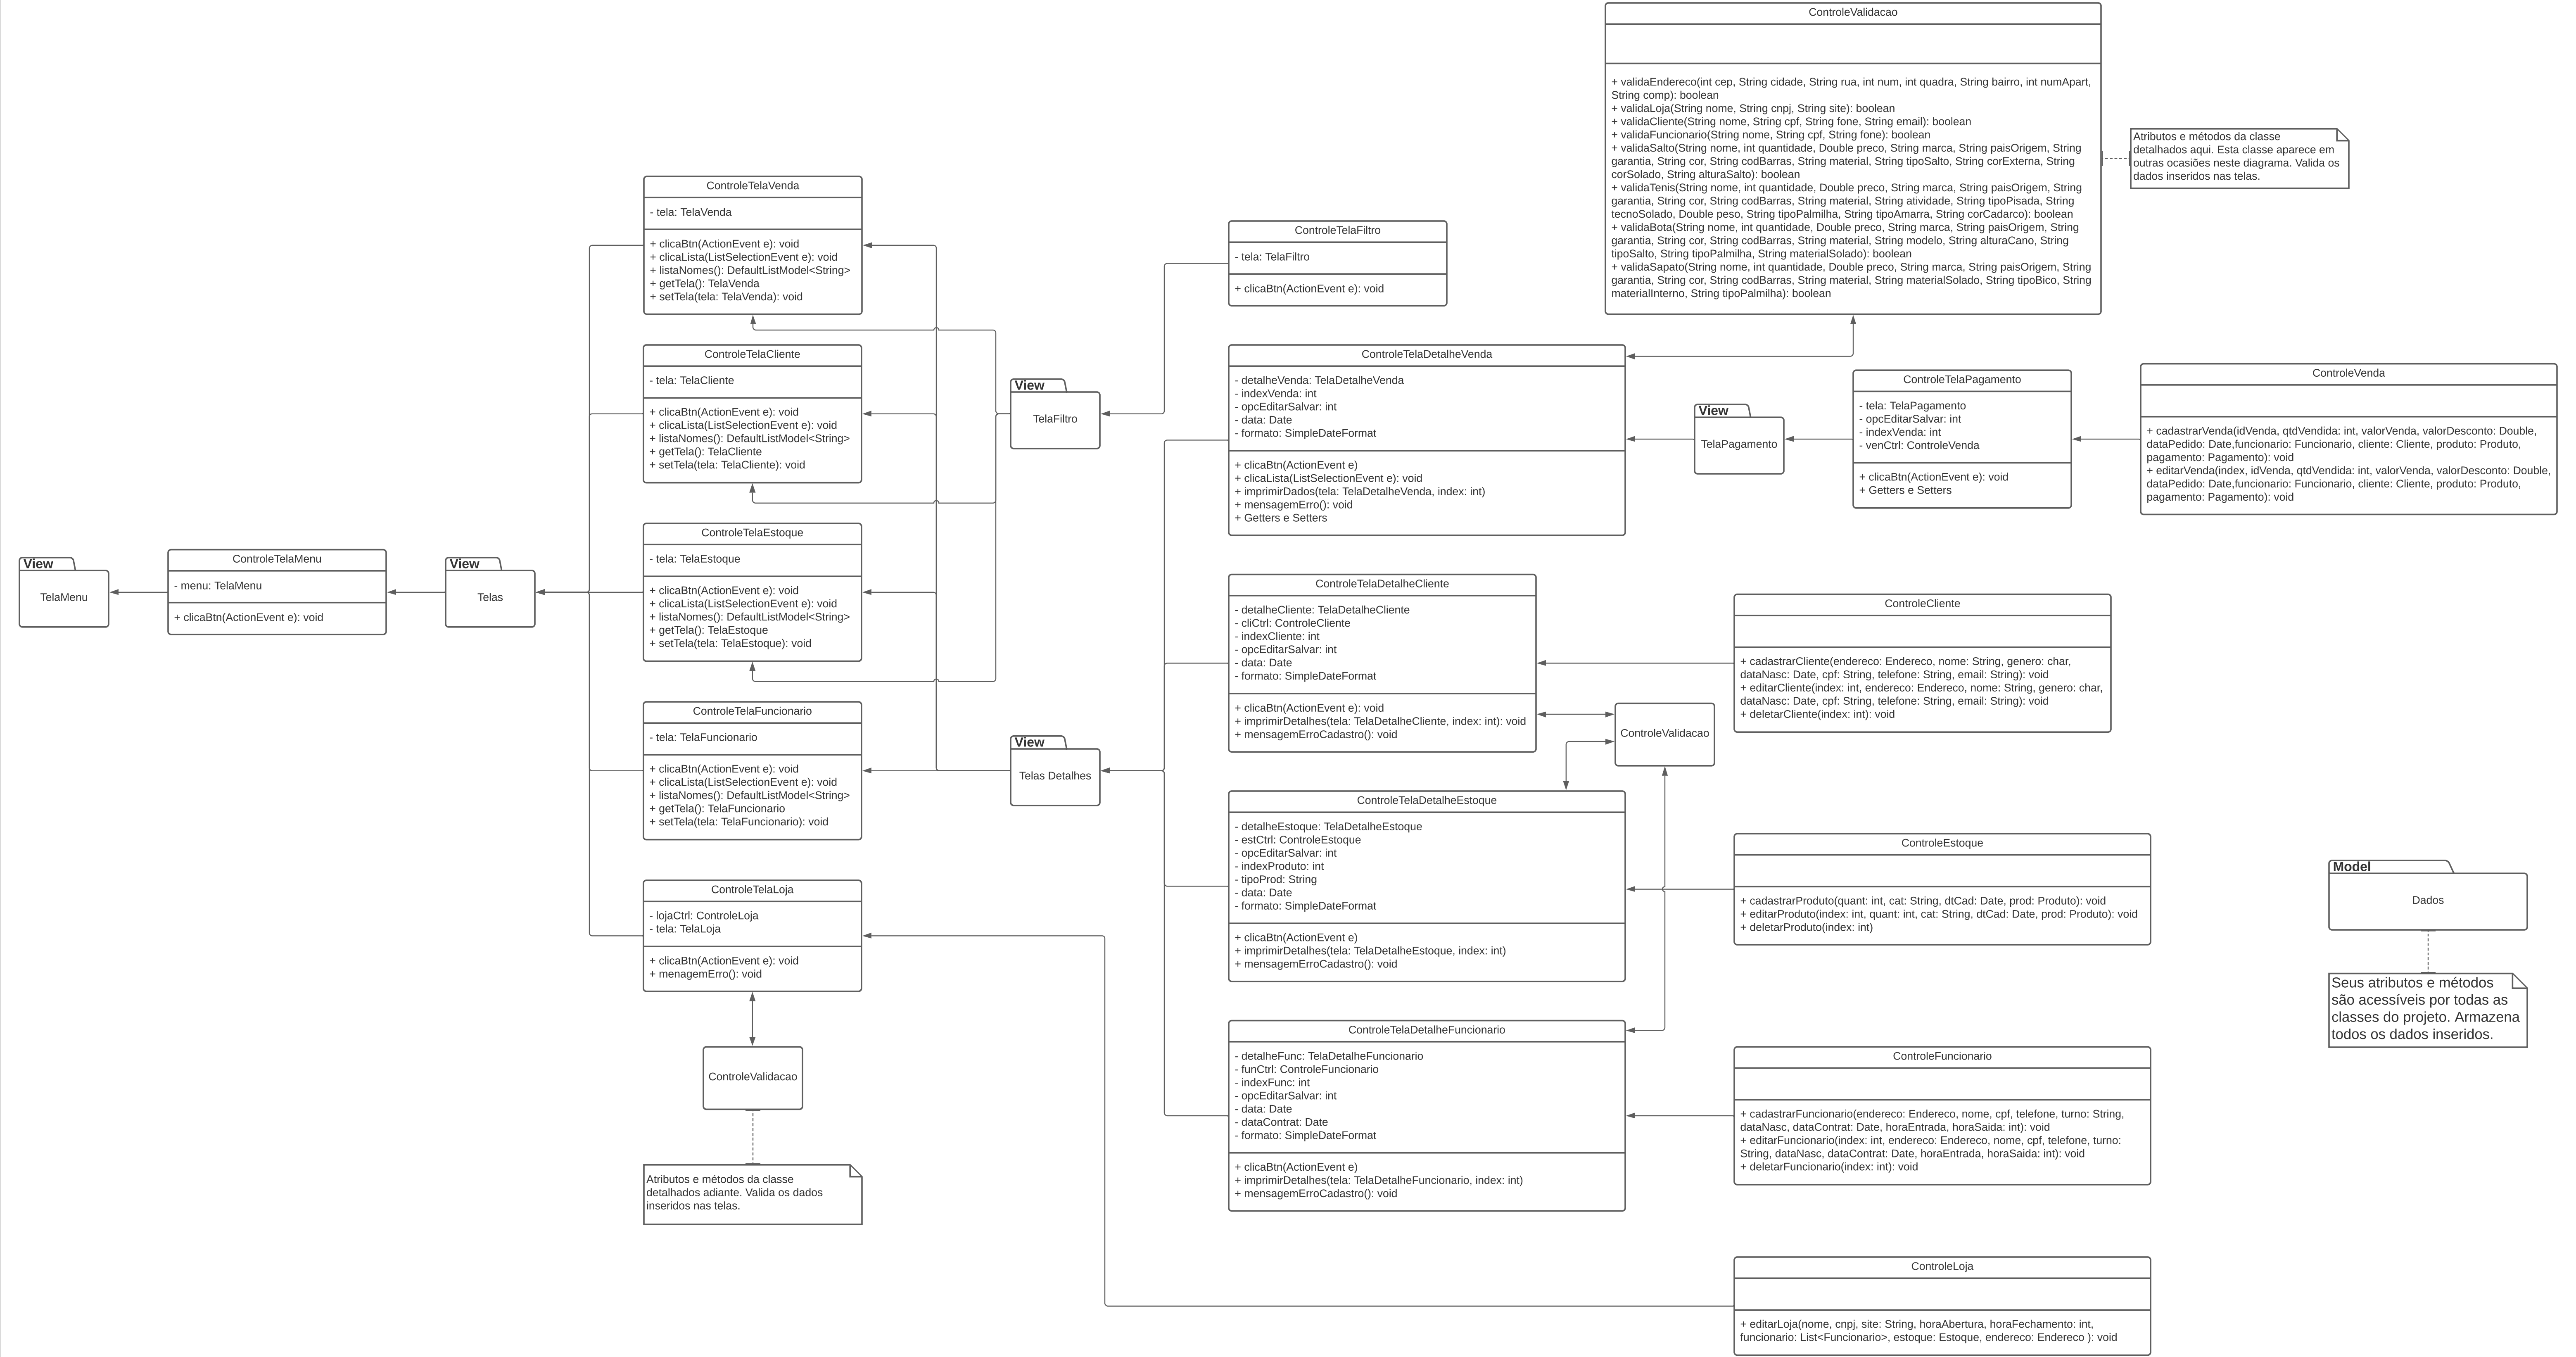 View
TelaMenu
ControleTelaMenu
- menu: TelaMenu
+ clicaBtn(ActionEvent e): void
View
Telas
ControleTelaVenda
- tela: TelaVenda
+ clicaBtn(ActionEvent e): void
+ clicaLista(ListSelectionEvent e): void
+ listaNomes(): DefaultListModel<String>
+ getTela(): TelaVenda
+ setTela(tela: TelaVenda): void
ControleTelaCliente
- tela: TelaCliente
+ clicaBtn(ActionEvent e): void
+ clicaLista(ListSelectionEvent e): void
+ listaNomes(): DefaultListModel<String>
+ getTela(): TelaCliente
+ setTela(tela: TelaCliente): void
ControleTelaEstoque
- tela: TelaEstoque
+ clicaBtn(ActionEvent e): void
+ clicaLista(ListSelectionEvent e): void
+ listaNomes(): DefaultListModel<String>
+ getTela(): TelaEstoque
+ setTela(tela: TelaEstoque): void
ControleTelaFuncionario
- tela: TelaFuncionario
+ clicaBtn(ActionEvent e): void
+ clicaLista(ListSelectionEvent e): void
+ listaNomes(): DefaultListModel<String>
+ getTela(): TelaFuncionario
+ setTela(tela: TelaFuncionario): void
ControleTelaLoja
- lojaCtrl: ControleLoja
- tela: TelaLoja
+ clicaBtn(ActionEvent e): void
+ menagemErro(): void
ControleValidacao
Atributos e métodos da classe
detalhados adiante. Valida os dados
inseridos nas telas.
View
TelaFiltro
View
Telas Detalhes
ControleTelaFiltro
- tela: TelaFiltro
+ clicaBtn(ActionEvent e): void
ControleTelaDetalheVenda
- detalheVenda: TelaDetalheVenda
- indexVenda: int
- opcEditarSalvar: int
- data: Date
- formato: SimpleDateFormat
+ clicaBtn(ActionEvent e)
+ clicaLista(ListSelectionEvent e): void
+ imprimirDados(tela: TelaDetalheVenda, index: int)
+ mensagemErro(): void
+ Getters e Setters
ControleTelaDetalheCliente
- detalheCliente: TelaDetalheCliente
- cliCtrl: ControleCliente
- indexCliente: int
- opcEditarSalvar: int
- data: Date
- formato: SimpleDateFormat
+ clicaBtn(ActionEvent e): void
+ imprimirDetalhes(tela: TelaDetalheCliente, index: int): void
+ mensagemErroCadastro(): void
ControleValidacao
ControleTelaDetalheEstoque
- detalheEstoque: TelaDetalheEstoque
- estCtrl: ControleEstoque
- opcEditarSalvar: int
- indexProduto: int
- tipoProd: String
- data: Date
- formato: SimpleDateFormat
+ clicaBtn(ActionEvent e)
+ imprimirDetalhes(tela: TelaDetalheEstoque, index: int)
+ mensagemErroCadastro(): void
ControleTelaDetalheFuncionario
- detalheFunc: TelaDetalheFuncionario
- funCtrl: ControleFuncionario
- indexFunc: int
- opcEditarSalvar: int
- data: Date
- dataContrat: Date
- formato: SimpleDateFormat
+ clicaBtn(ActionEvent e)
+ imprimirDetalhes(tela: TelaDetalheFuncionario, index: int)
+ mensagemErroCadastro(): void
ControleValidacao
+ validaEndereco(int cep, String cidade, String rua, int num, int quadra, String bairro, int numApart,
String comp): boolean
+ validaLoja(String nome, String cnpj, String site): boolean
+ validaCliente(String nome, String cpf, String fone, String email): boolean
+ validaFuncionario(String nome, String cpf, String fone): boolean
+ validaSalto(String nome, int quantidade, Double preco, String marca, String paisOrigem, String
garantia, String cor, String codBarras, String material, String tipoSalto, String corExterna, String
corSolado, String alturaSalto): boolean
+ validaTenis(String nome, int quantidade, Double preco, String marca, String paisOrigem, String
garantia, String cor, String codBarras, String material, String atividade, String tipoPisada, String
tecnoSolado, Double peso, String tipoPalmilha, String tipoAmarra, String corCadarco): boolean
+ validaBota(String nome, int quantidade, Double preco, String marca, String paisOrigem, String
garantia, String cor, String codBarras, String material, String modelo, String alturaCano, String
tipoSalto, String tipoPalmilha, String materialSolado): boolean
+ validaSapato(String nome, int quantidade, Double preco, String marca, String paisOrigem, String
garantia, String cor, String codBarras, String material, String materialSolado, String tipoBico, String
materialInterno, String tipoPalmilha): boolean
Atributos e métodos da classe
detalhados aqui. Esta classe aparece em
outras ocasiões neste diagrama. Valida os
dados inseridos nas telas.
View
TelaPagamento
ControleTelaPagamento
- tela: TelaPagamento
- opcEditarSalvar: int
- indexVenda: int
- venCtrl: ControleVenda
+ clicaBtn(ActionEvent e): void
+ Getters e Setters
ControleVenda
+ cadastrarVenda(idVenda, qtdVendida: int, valorVenda, valorDesconto: Double,
dataPedido: Date,funcionario: Funcionario, cliente: Cliente, produto: Produto,
pagamento: Pagamento): void
+ editarVenda(index, idVenda, qtdVendida: int, valorVenda, valorDesconto: Double,
dataPedido: Date,funcionario: Funcionario, cliente: Cliente, produto: Produto,
pagamento: Pagamento): void
ControleCliente
+ cadastrarCliente(endereco: Endereco, nome: String, genero: char,
dataNasc: Date, cpf: String, telefone: String, email: String): void
+ editarCliente(index: int, endereco: Endereco, nome: String, genero: char,
dataNasc: Date, cpf: String, telefone: String, email: String): void
+ deletarCliente(index: int): void
ControleEstoque
+ cadastrarProduto(quant: int, cat: String, dtCad: Date, prod: Produto): void
+ editarProduto(index: int, quant: int, cat: String, dtCad: Date, prod: Produto): void
+ deletarProduto(index: int)
ControleFuncionario
+ cadastrarFuncionario(endereco: Endereco, nome, cpf, telefone, turno: String,
dataNasc, dataContrat: Date, horaEntrada, horaSaida: int): void
+ editarFuncionario(index: int, endereco: Endereco, nome, cpf, telefone, turno:
String, dataNasc, dataContrat: Date, horaEntrada, horaSaida: int): void
+ deletarFuncionario(index: int): void
ControleLoja
+ editarLoja(nome, cnpj, site: String, horaAbertura, horaFechamento: int,
funcionario: List<Funcionario>, estoque: Estoque, endereco: Endereco ): void
Model
Dados
Seus atributos e métodos
são acessíveis por todas as
classes do projeto. Armazena
todos os dados inseridos.